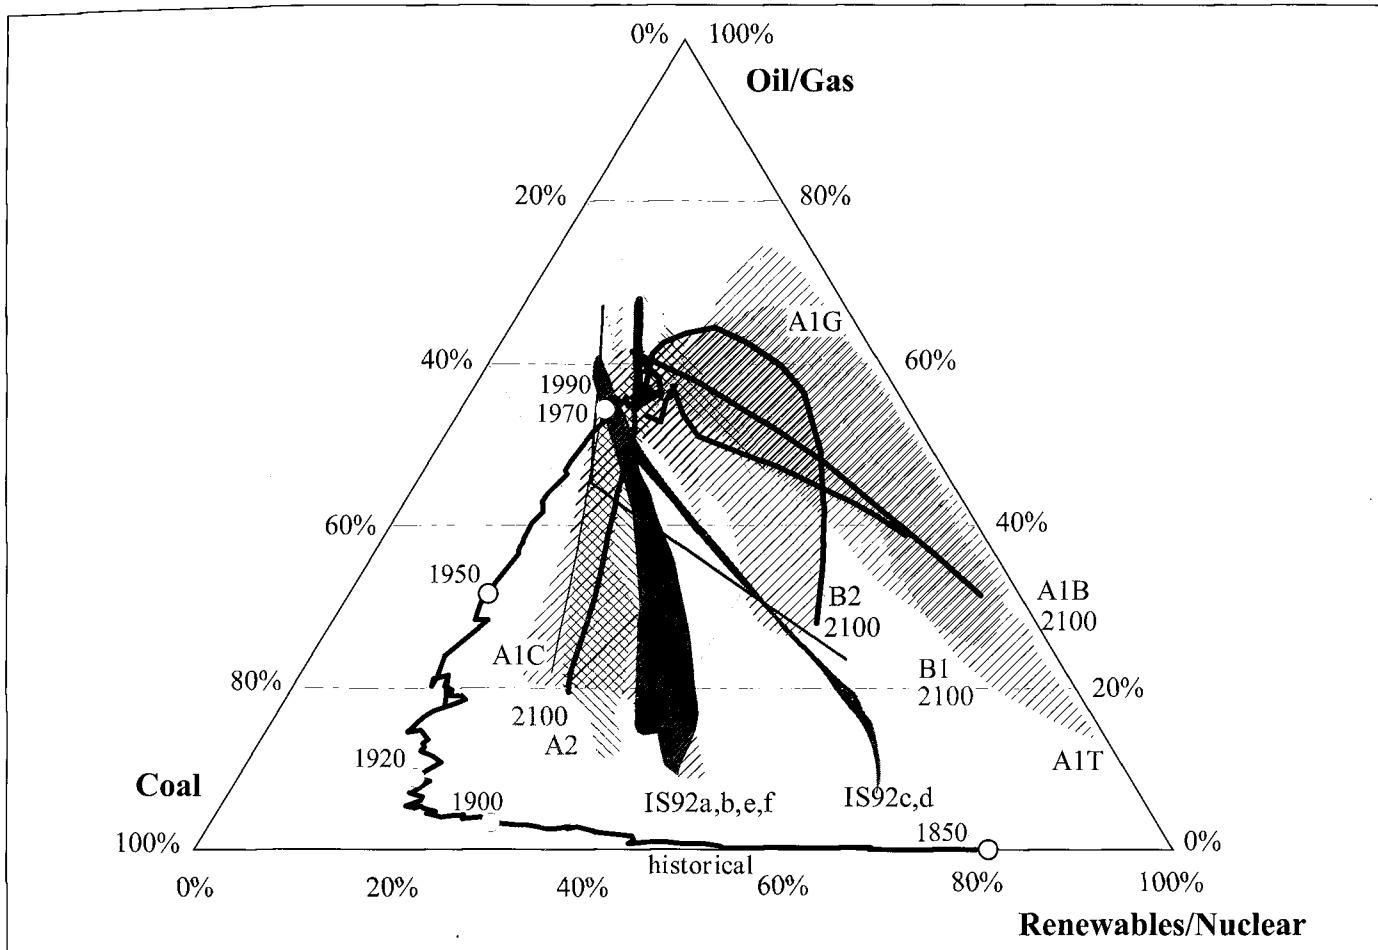 0% 100%
Oil/Gas
20% 80%
A1G
40% 60%
1990
1970
60% 40%
1950
A1B
2100
B2
2100
A1C
B1
2100
80% 20%
2100
A2
1920
A1T
Coal
IS92a,b,e,f
IS92c,d
1900
1850
100% 0%
historical
0% 20% 40% 60% 80% 100%
Renewables/Nuclear